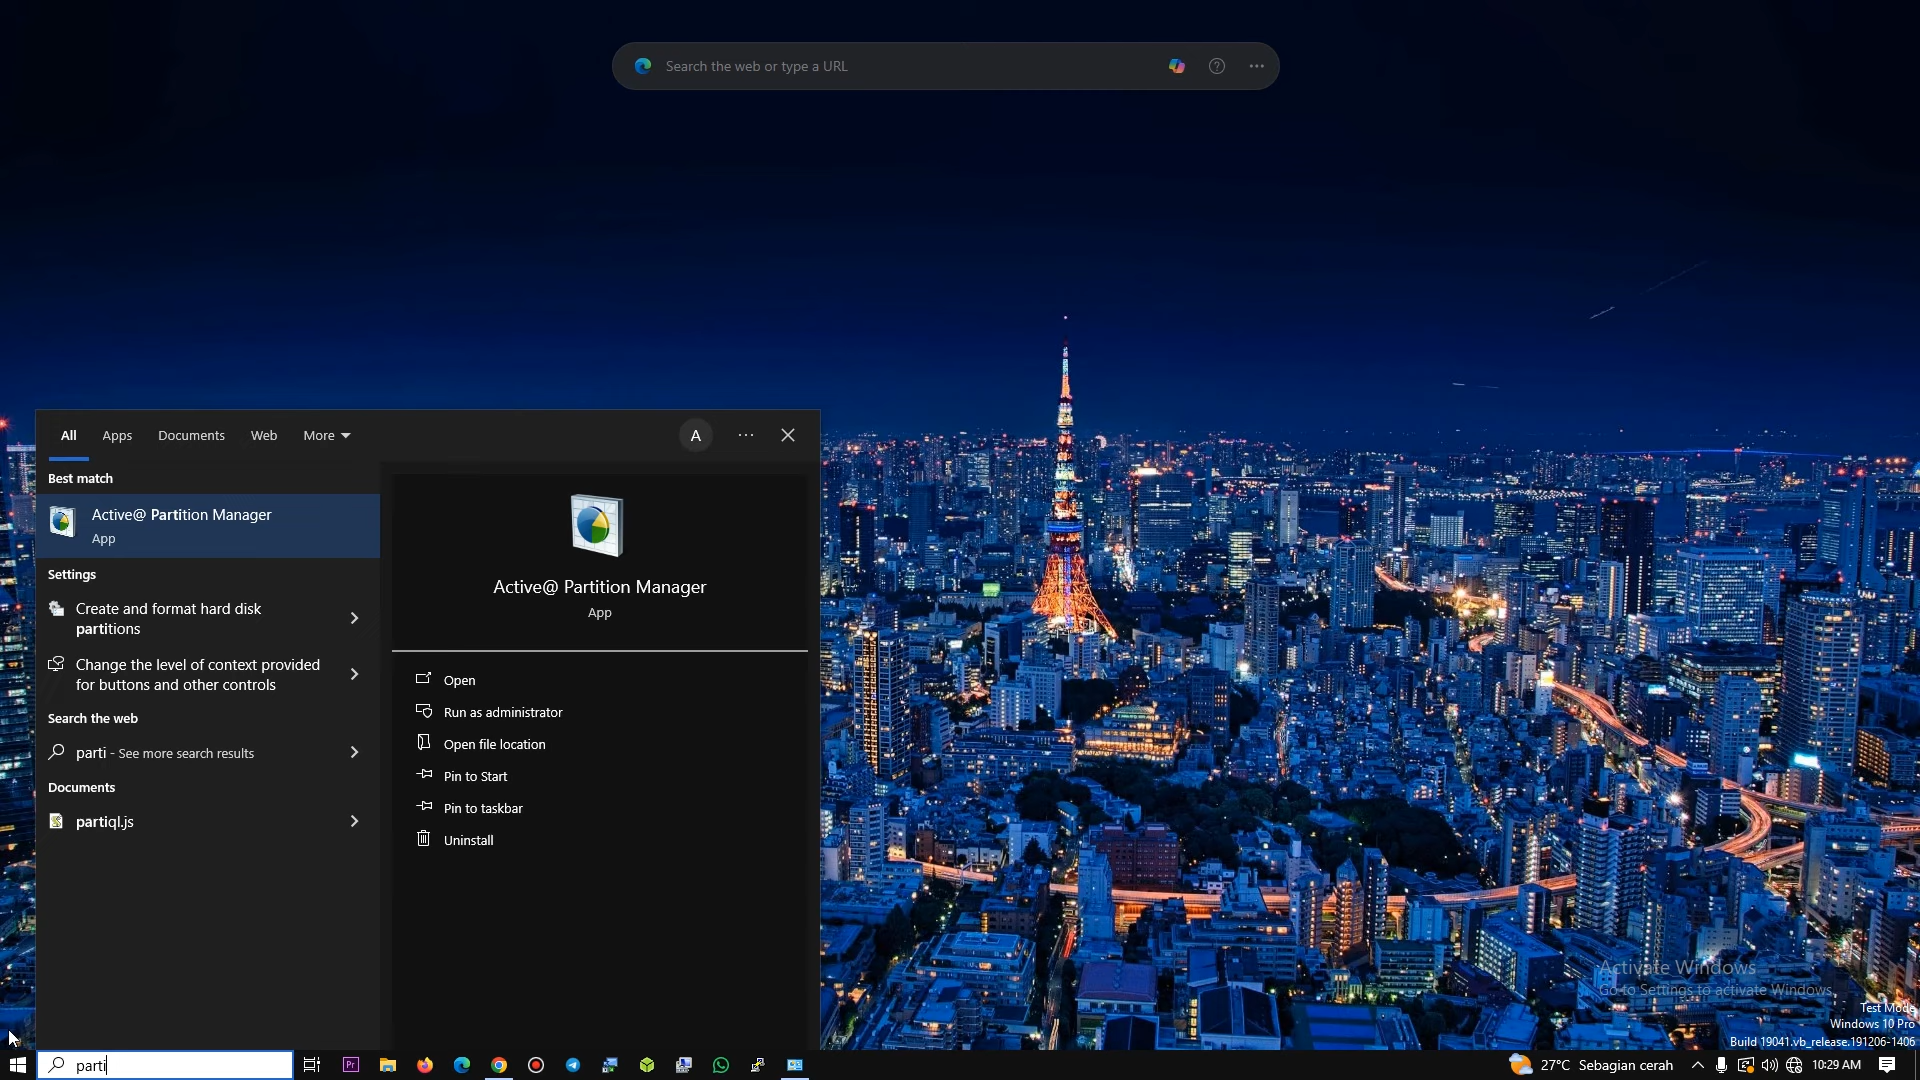 Search the web or type a URL
All
Apps
Documents
Web
More
A
Best match
Active@ Partition Manager
App
Settings
Create and format hard disk
partitions
Change the level of context provided
for buttons and other controls
Search the web
parti - See more search results
Documents
partiql.js
Active@ Partition Manager
App
Open
Run as administrator
Open file location
Pin to Start
Pin to taskbar
Uninstall
Activate Windows
Go to Settings to activate Windows.
Test Mode
Windows 10 Pro
Build 19041.vb_release.191206-1406
parti
Pr
27°C Sebagian cerah
10:29 AM